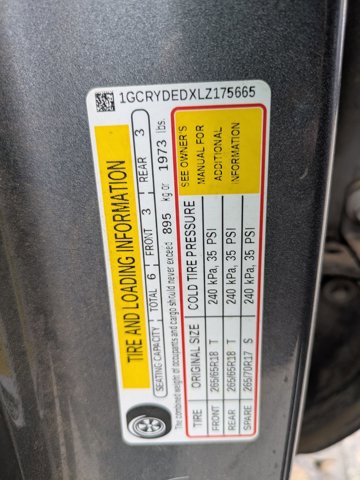 1GCRYDEDXLZ175665
TIRE AND LOADING INFORMATION
SEATING CAPACITY TOTAL 6 FRONT 3 REAR 3
The combined weight of occupants and cargo should never exceed 895 kg or 1973 lbs.
TIRE ORIGINAL SIZE COLD TIRE PRESSURE SEE OWNER'S
FRONT 265/65R18 T 240 kPa, 35 PSI MANUAL FOR
REAR 265/65R18 T 240 kPa, 35 PSI ADDITIONAL
SPARE 265/70R17 S 240 kPa, 35 PSI INFORMATION